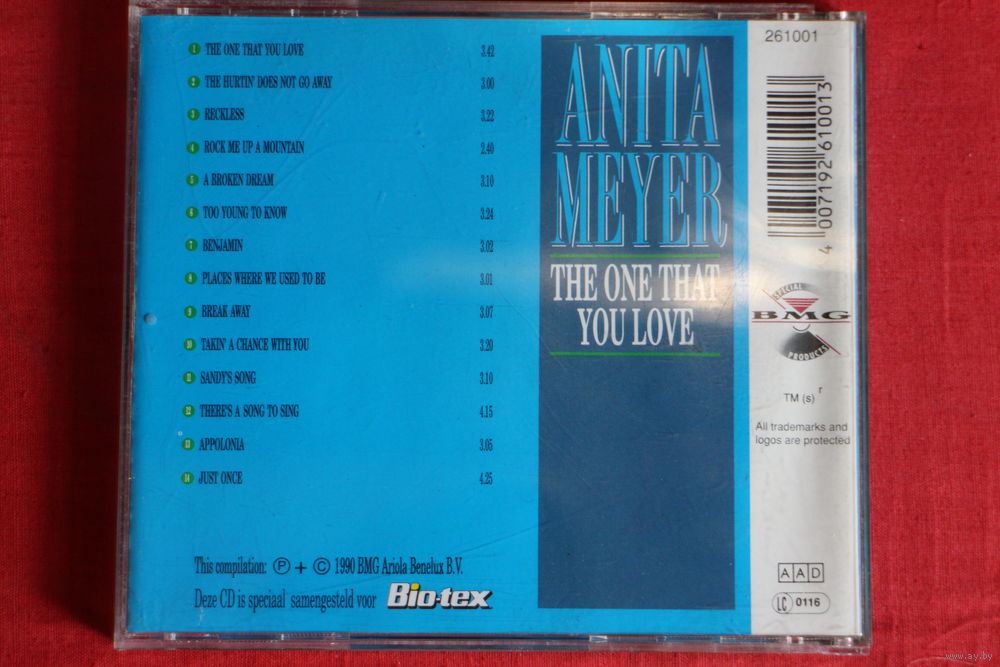 1 THE ONE THAT YOU LOVE 3.42
2 THE HURTIN' DOES NOT GO AWAY 3.00
3 RECKLESS 3.22
4 ROCK ME UP A MOUNTAIN 2.40
5 A BROKEN DREAM 3.10
6 TOO YOUNG TO KNOW 3.24
7 BENJAMIN 3.02
8 PLACES WHERE WE USED TO BE 3.01
9 BREAK AWAY 3.07
10 TAKIN' A CHANCE WITH YOU 3.20
11 SANDY'S SONG 3.10
12 THERE'S A SONG TO SING 4.15
13 APPOLONIA 3.05
14 JUST ONCE 4.25
This compilation: Ⓟ + © 1990 BMG Ariola Benelux B.V.
Deze CD is speciaal samengesteld voor Bio-tex
ANITA
MEYER
THE ONE THAT
YOU LOVE
261001
4 007192 610013
SPECIAL
BMG
PRODUCTS
TM (s) r
All trademarks and
logos are protected
AAD
LC 0116
www.ay.by